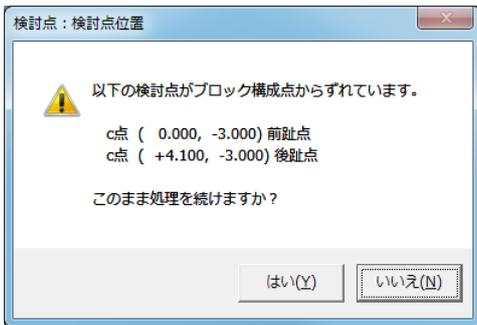 検討点：検討点位置
以下の検討点がブロック構成点からずれています。
c点 (   0.000,  -3.000) 前趾点
c点 (  +4.100,  -3.000) 後趾点
このまま処理を続けますか？
はい(Y)
いいえ(N)